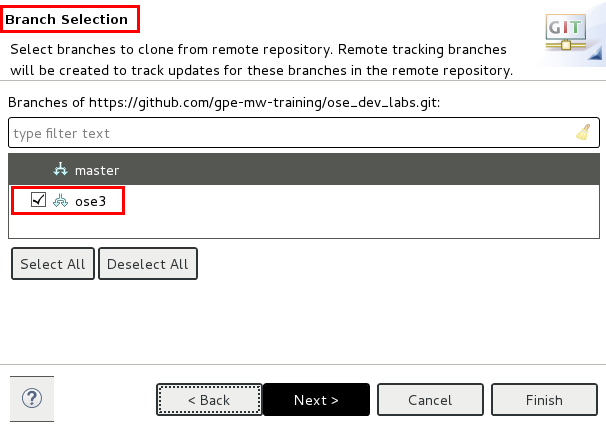 Branch Selection
GIT
Select branches to clone from remote repository. Remote tracking branches
will be created to track updates for these branches in the remote repository.
Branches of https://github.com/gpe-mw-training/ose_dev_labs.git:
type filter text
master
ose3
Select All Deselect All
? < Back Next > Cancel Finish